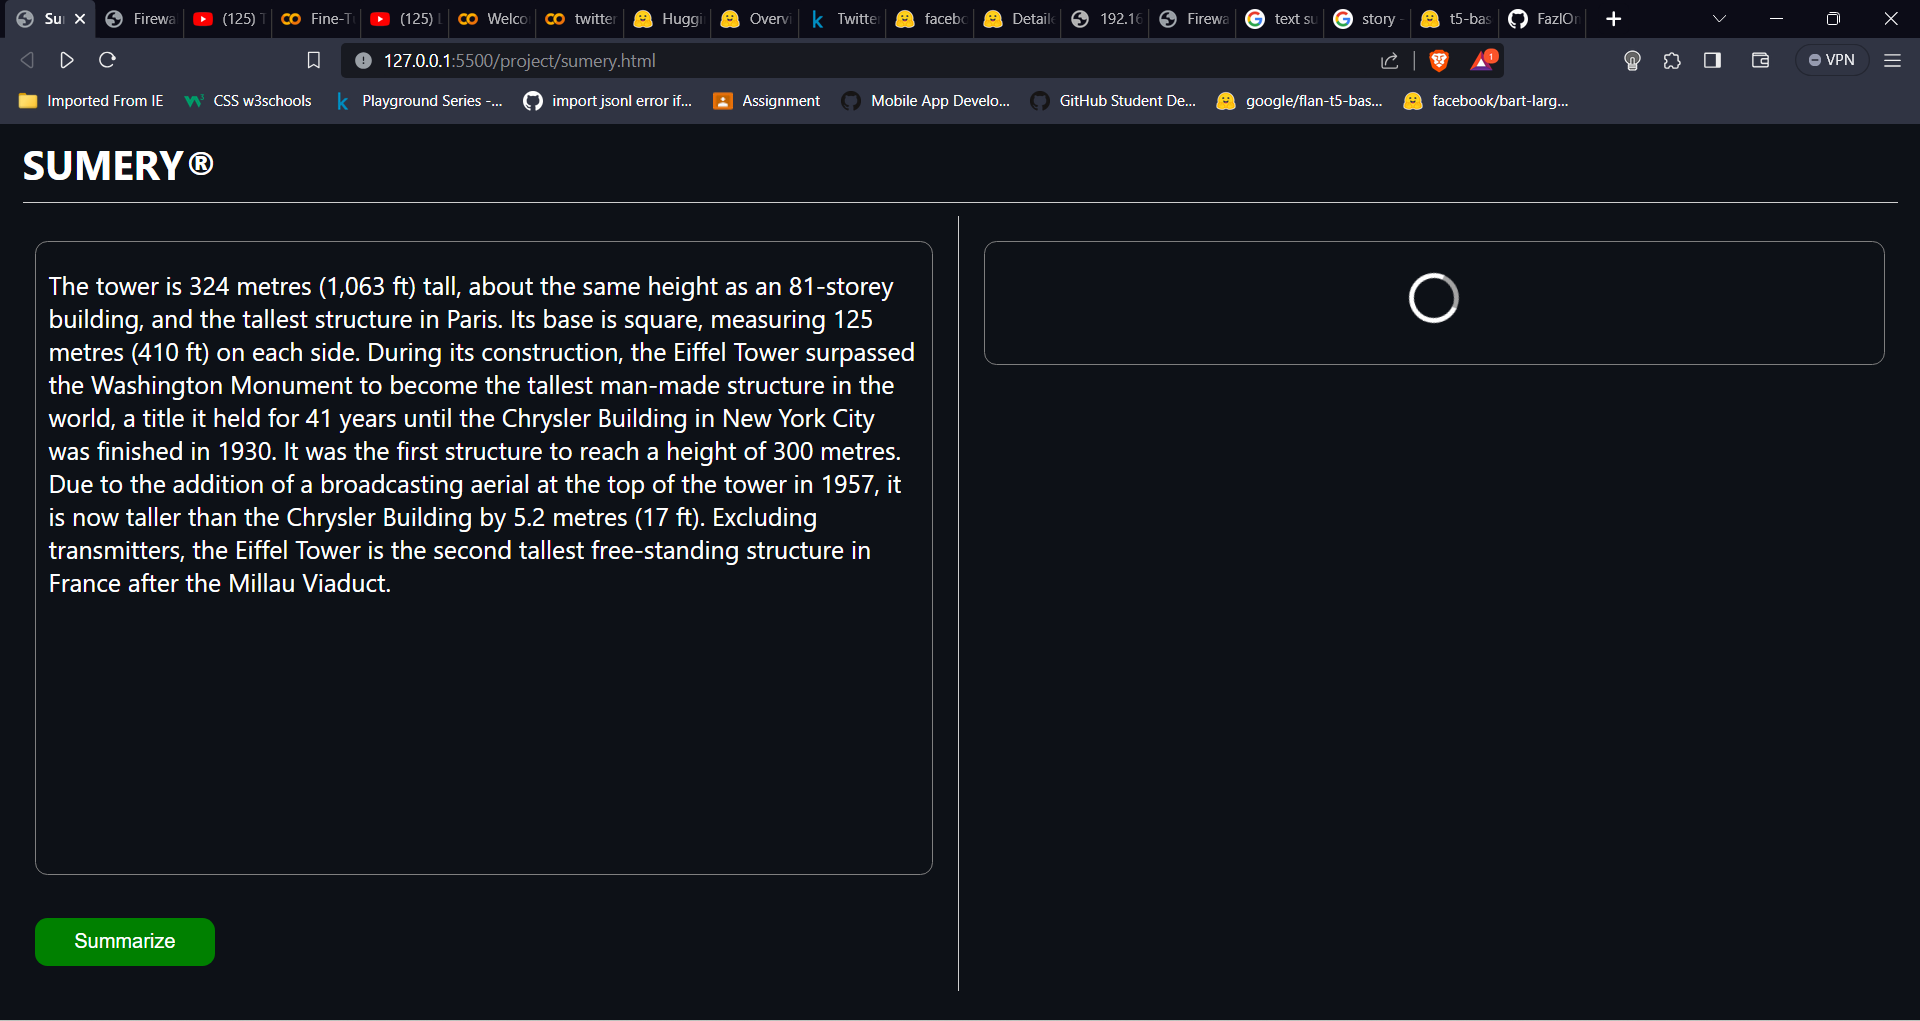 Su
Firewa
(125) T
Fine-Tu
(125) L
Welco
twitter
Huggi
Overvi
Twitte
facebo
Detaile
192.16
Firewa
text su
story -
t5-bas
FazlOn
127.0.0.1:5500/project/sumery.html
1
VPN
Imported From IE
CSS w3schools
Playground Series -...
import jsonl error if...
Assignment
Mobile App Develo...
GitHub Student De...
google/flan-t5-bas...
facebook/bart-larg...
SUMERY®
The tower is 324 metres (1,063 ft) tall, about the same height as an 81-storey
building, and the tallest structure in Paris. Its base is square, measuring 125
metres (410 ft) on each side. During its construction, the Eiffel Tower surpassed
the Washington Monument to become the tallest man-made structure in the
world, a title it held for 41 years until the Chrysler Building in New York City
was finished in 1930. It was the first structure to reach a height of 300 metres.
Due to the addition of a broadcasting aerial at the top of the tower in 1957, it
is now taller than the Chrysler Building by 5.2 metres (17 ft). Excluding
transmitters, the Eiffel Tower is the second tallest free-standing structure in
France after the Millau Viaduct.
Summarize